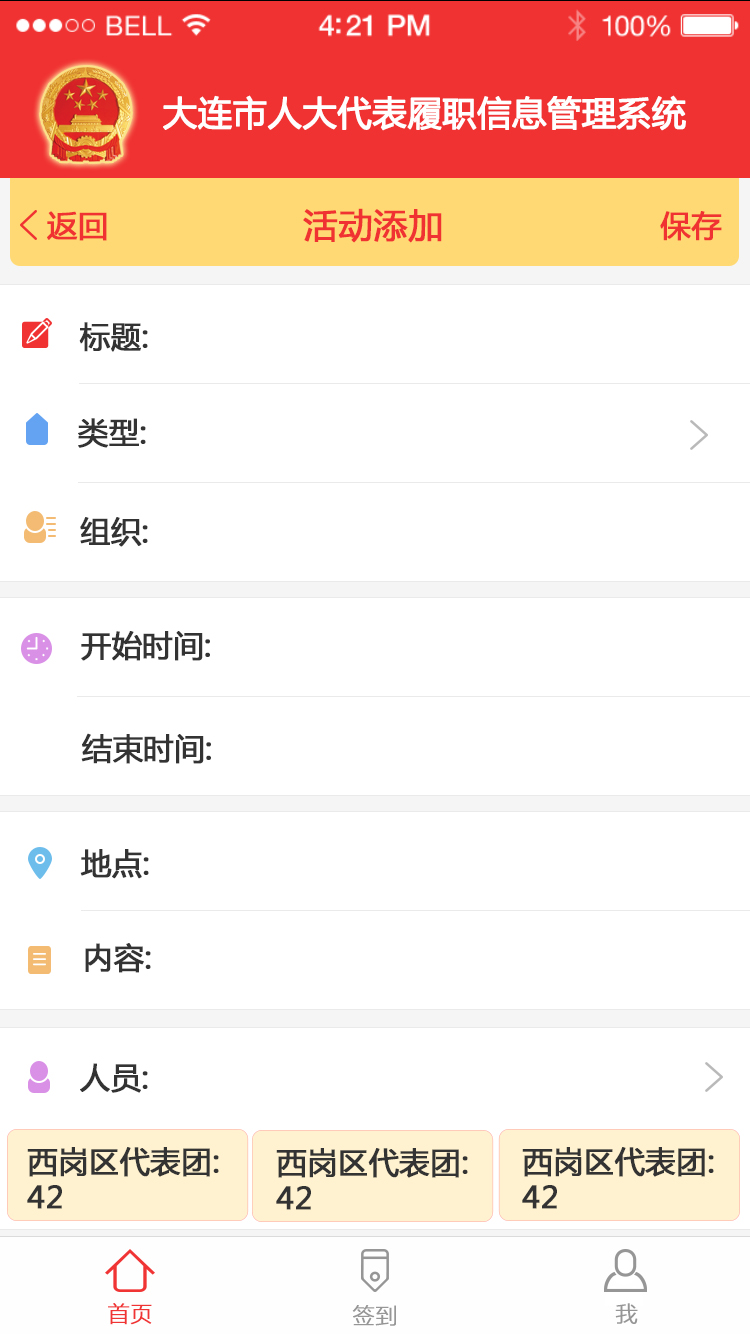 BELL 4:21 PM 100%
大连市人大代表履职信息管理系统
返回 活动添加 保存
标题:
类型:
组织:
开始时间:
结束时间:
地点:
内容:
人员:
西岗区代表团: 西岗区代表团: 西岗区代表团:
42 42 42
首页 签到 我